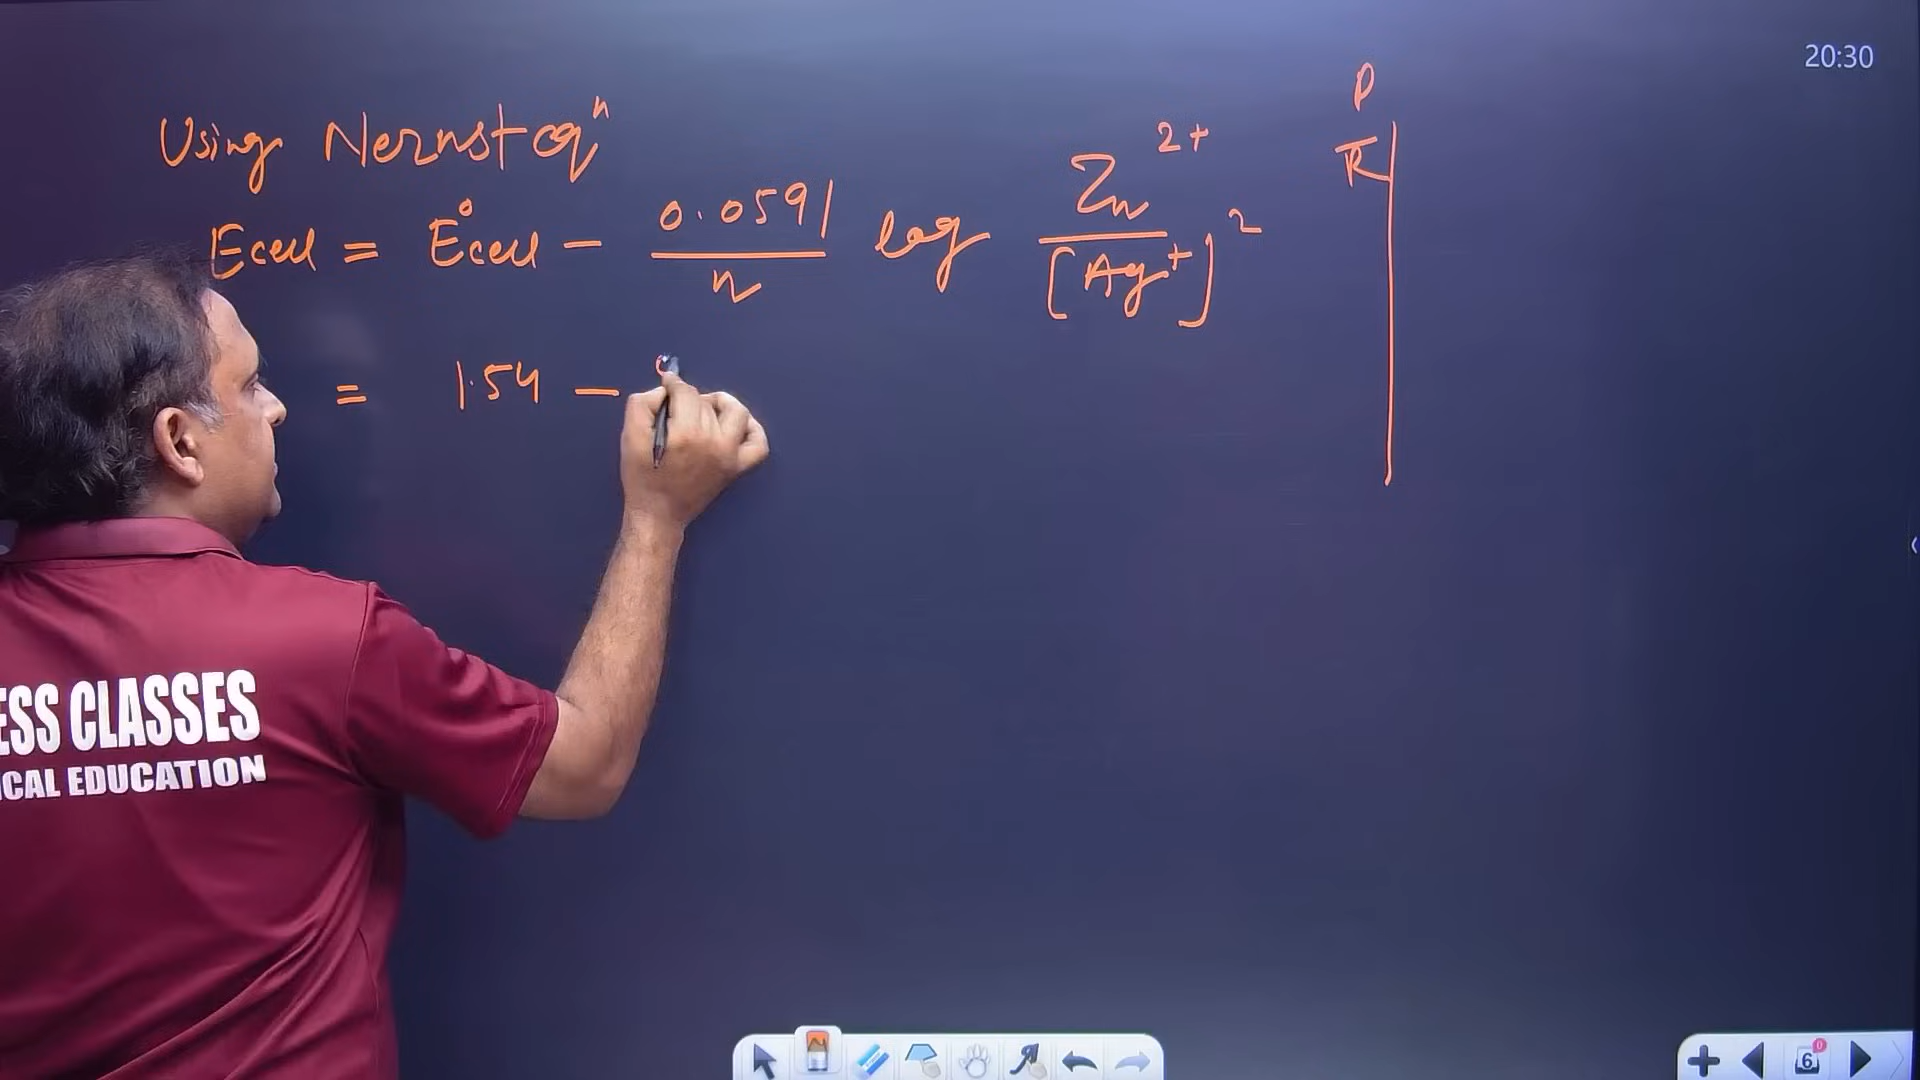 20:30
Using Nernst eqⁿ
Ecell = E°cell − 0.0591/n log Zn²⁺/[Ag⁺]²
P/R
= 1.54 −
ESS CLASSES
ICAL EDUCATION
6
0